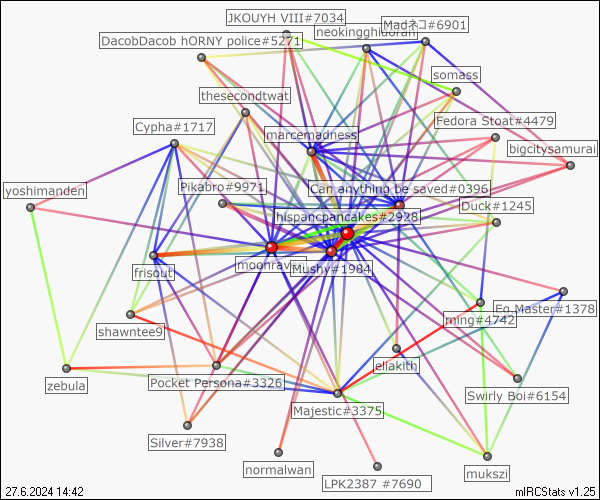 JKOUYH VIII#7034
neokingghidorah
Madネコ#6901
DacobDacob hORNY police#5271
somass
thesecondtwat
Fedora Stoat#4479
Cypha#1717
marcemadness
bigcitysamurai
yoshimanden
Pikabro#9971
Can anything be saved#0396
Duck#1245
hispancpancakes#2928
moonraven
Mushy#1984
frisout
Eg Master#1378
ming#4742
shawntee9
ellakith
zebula
Pocket Persona#3326
Swirly Boi#6154
Majestic#3375
Silver#7938
normalwan
LPK2387 #7690
mukszi
27.6.2024 14:42
mIRCStats v1.25